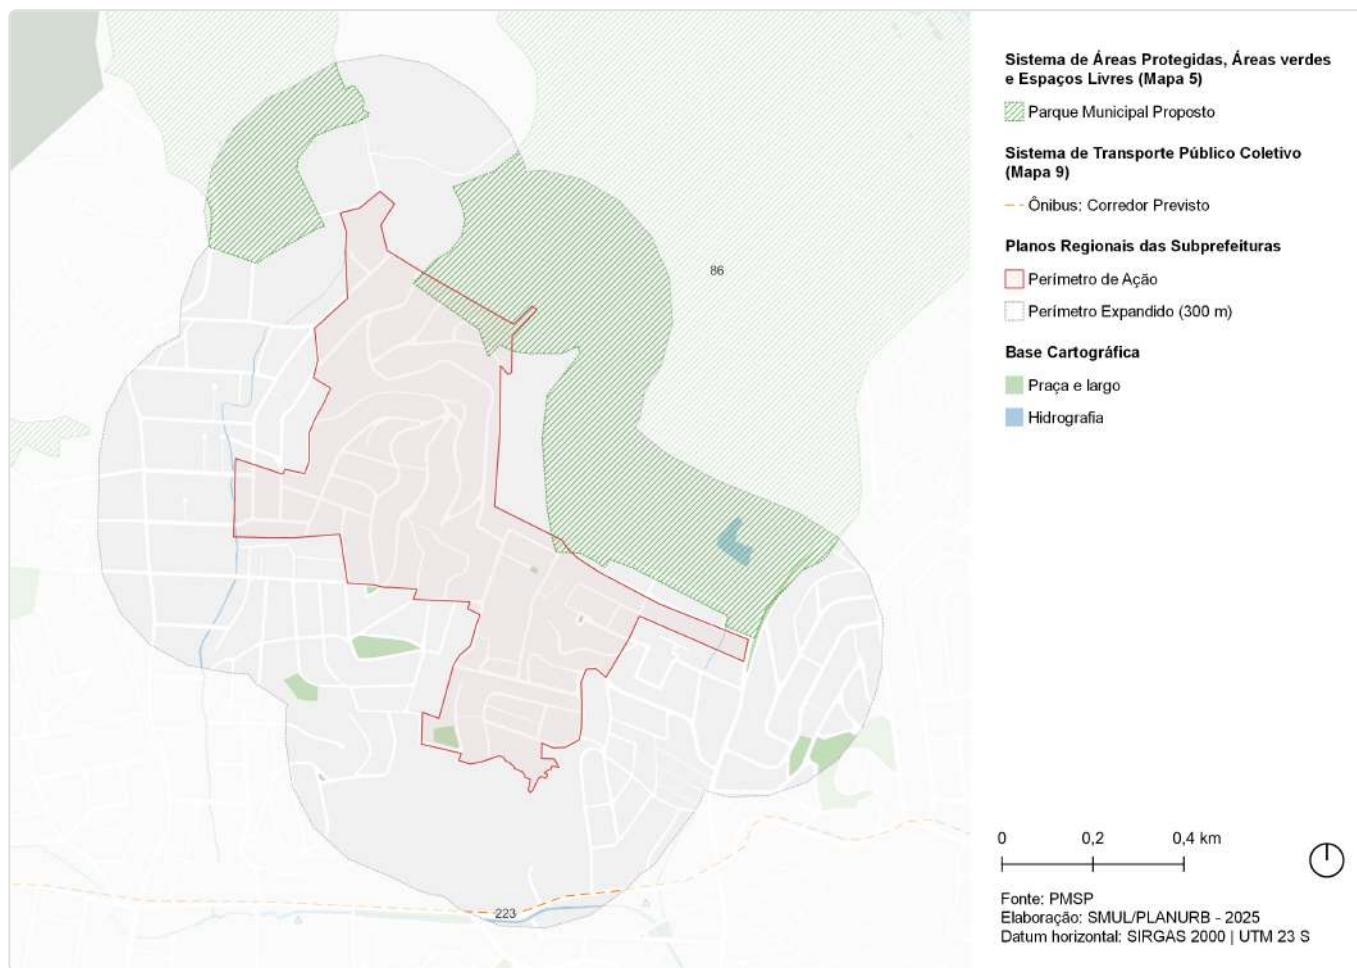 Sistema de Áreas Protegidas, Áreas verdes
e Espaços Livres (Mapa 5)
Parque Municipal Proposto
Sistema de Transporte Público Coletivo
(Mapa 9)
Ônibus: Corredor Previsto
Planos Regionais das Subprefeituras
Perímetro de Ação
Perímetro Expandido (300 m)
Base Cartográfica
Praça e largo
Hidrografia
86
223
0 0,2 0,4 km
Fonte: PMSP
Elaboração: SMUL/PLANURB - 2025
Datum horizontal: SIRGAS 2000 | UTM 23 S